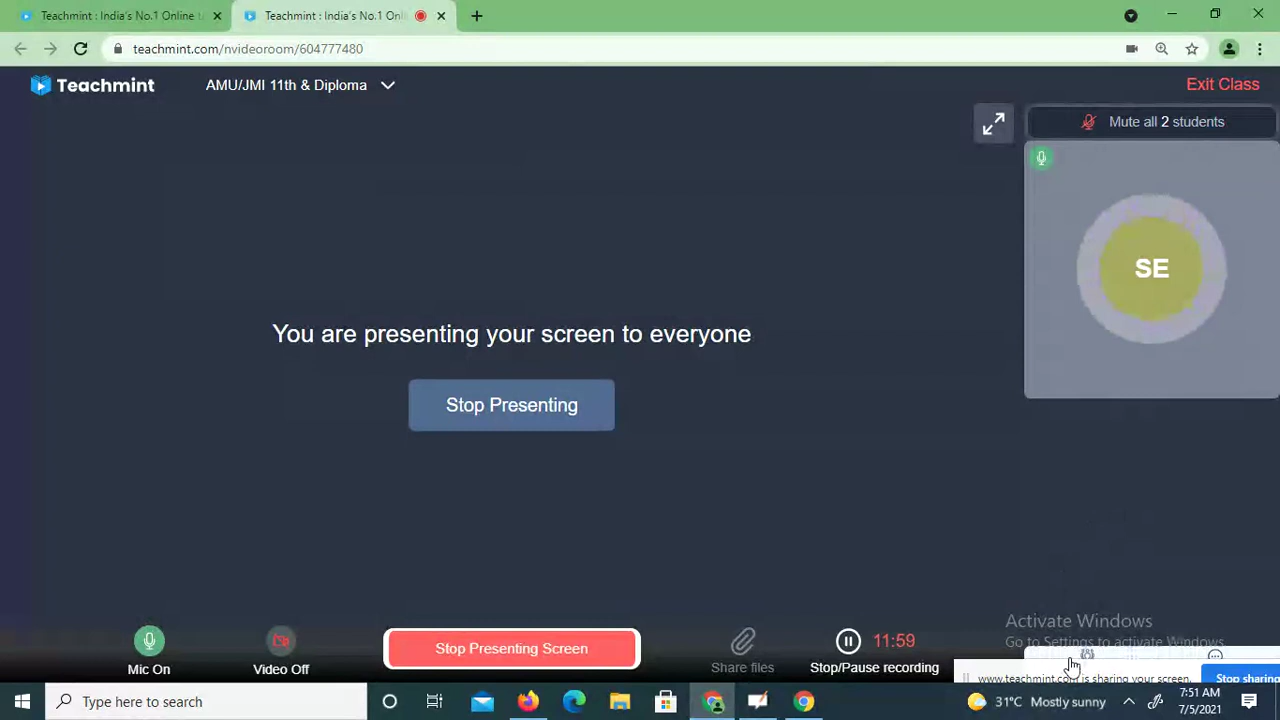 Teachmint : India's No.1 Online t
Teachmint : India's No.1 Onli
teachmint.com/nvideoroom/604777480
Teachmint
AMU/JMI 11th & Diploma
Exit Class
Mute all 2 students
SE
You are presenting your screen to everyone
Stop Presenting
Activate Windows
Go to Settings to activate Windows
Mic On
Video Off
Stop Presenting Screen
Share files
11:59
Stop/Pause recording
www.teachmint.com is sharing your screen.
Stop sharing
Type here to search
31°C Mostly sunny
7:51 AM
7/5/2021